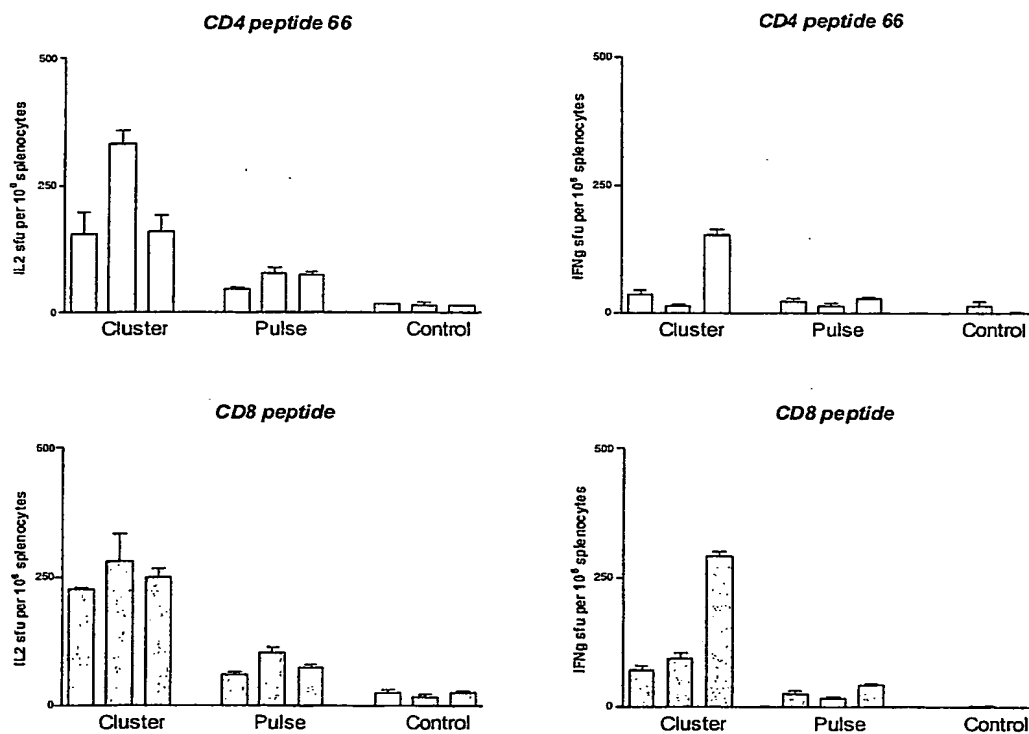 CD4 peptide 66
IL2 sfu per 10⁶ splenocytes
500
250
0
Cluster Pulse Control
CD4 peptide 66
IFNg sfu per 10⁶ splenocytes
500
250
0
Cluster Pulse Control
CD8 peptide
IL2 sfu per 10⁶ splenocytes
500
250
0
Cluster Pulse Control
CD8 peptide
IFNg sfu per 10⁶ splenocytes
500
250
0
Cluster Pulse Control